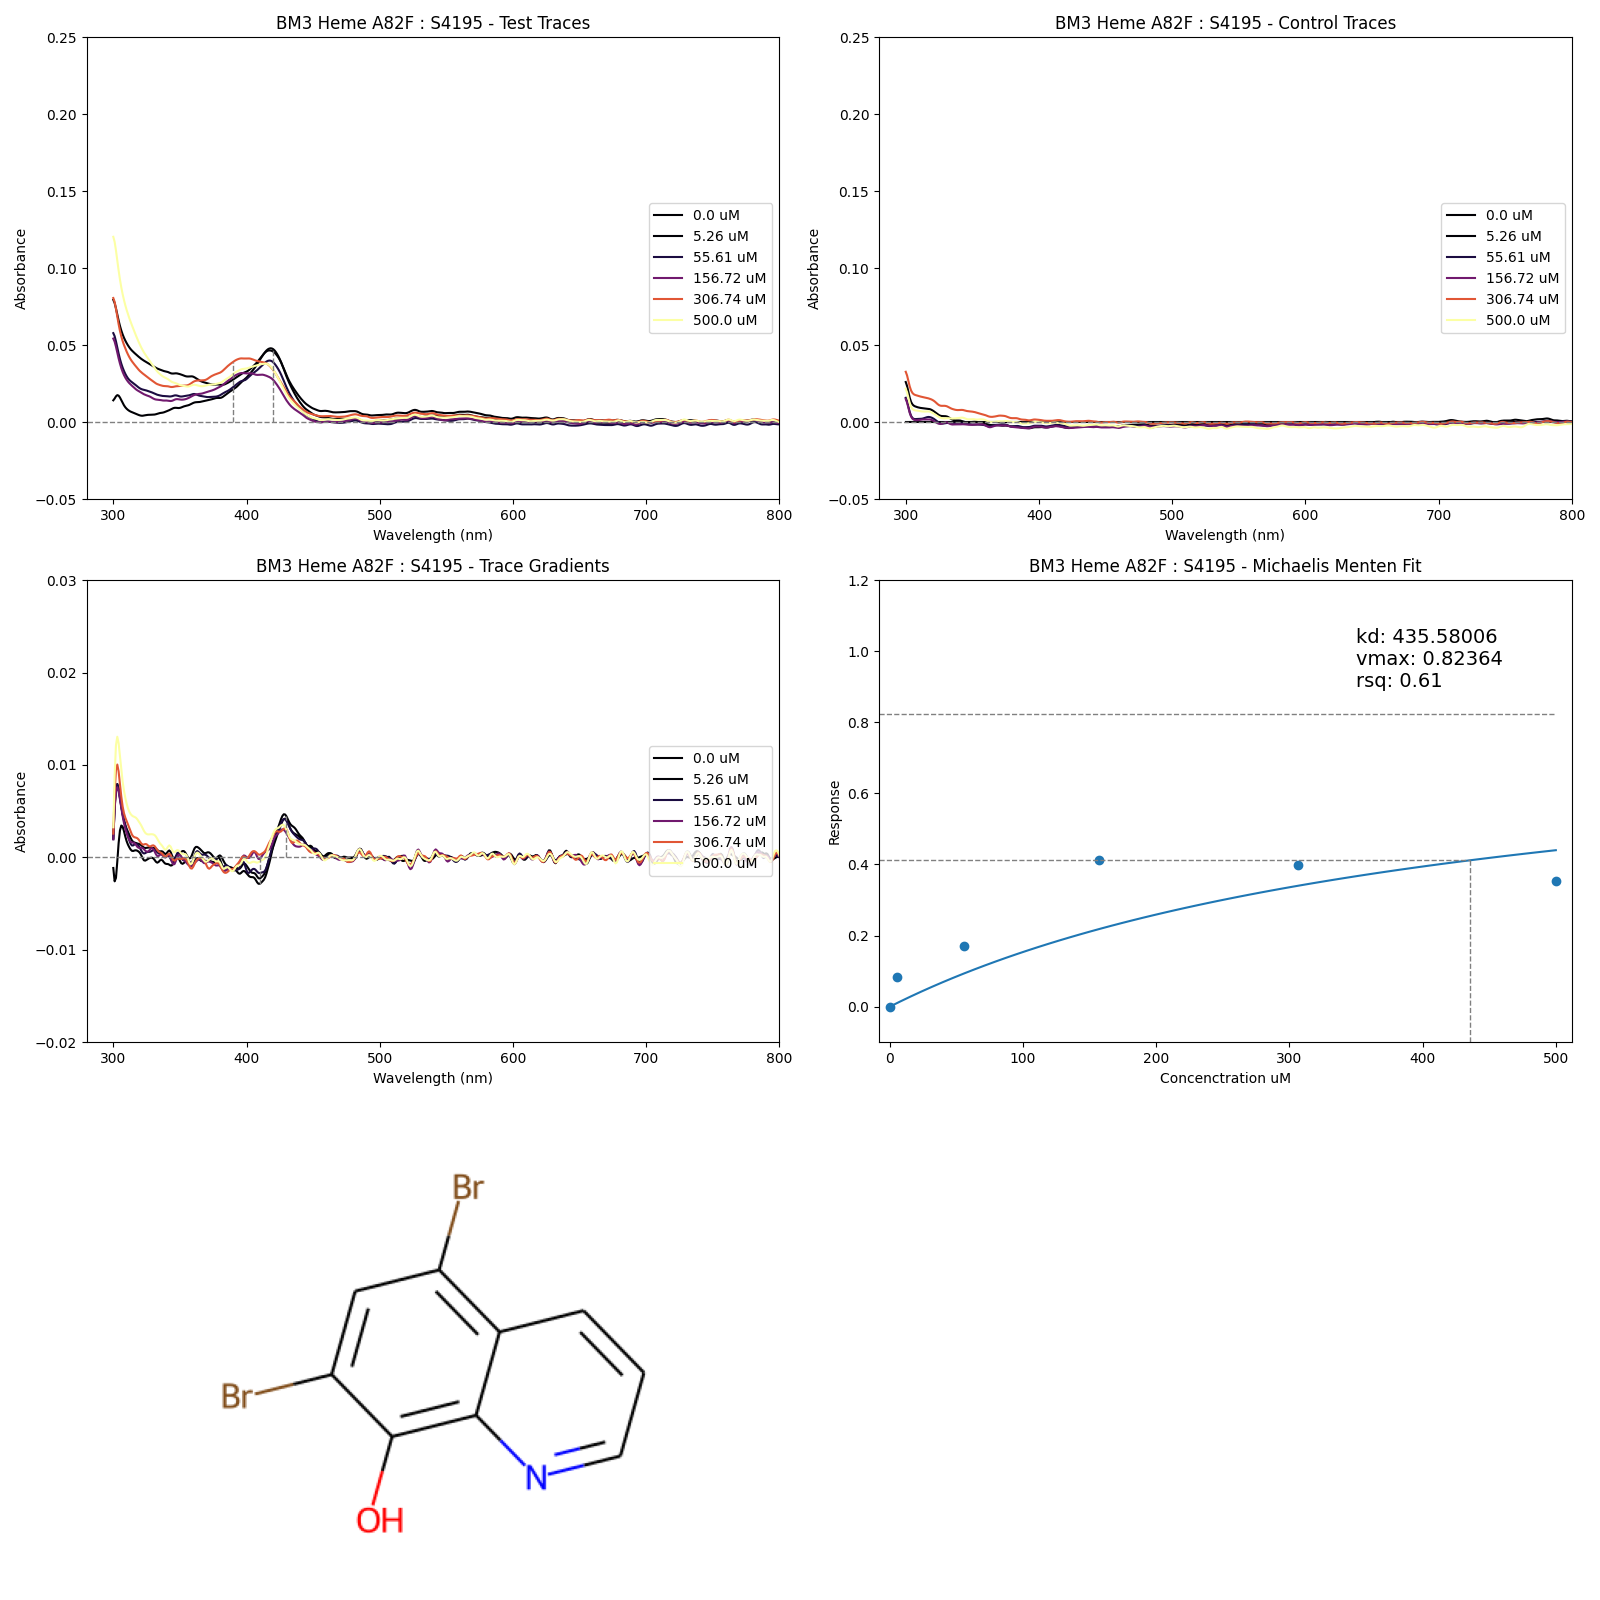 BM3 Heme A82F : S4195 - Test Traces
0.25
0.20
0.15
0.10
0.05
0.00
−0.05
Absorbance
300 400 500 600 700 800
Wavelength (nm)
0.0 uM
5.26 uM
55.61 uM
156.72 uM
306.74 uM
500.0 uM
BM3 Heme A82F : S4195 - Control Traces
0.25
0.20
0.15
0.10
0.05
0.00
−0.05
Absorbance
300 400 500 600 700 800
Wavelength (nm)
0.0 uM
5.26 uM
55.61 uM
156.72 uM
306.74 uM
500.0 uM
BM3 Heme A82F : S4195 - Trace Gradients
0.03
0.02
0.01
0.00
−0.01
−0.02
Absorbance
300 400 500 600 700 800
Wavelength (nm)
0.0 uM
5.26 uM
55.61 uM
156.72 uM
306.74 uM
500.0 uM
BM3 Heme A82F : S4195 - Michaelis Menten Fit
1.2
1.0
0.8
0.6
0.4
0.2
0.0
Response
kd: 435.58006
vmax: 0.82364
rsq: 0.61
0 100 200 300 400 500
Concenctration uM
Br
Br
N
OH